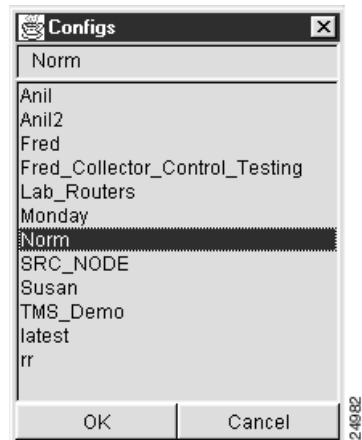 Configs
Norm
Anil
Anil2
Fred
Fred_Collector_Control_Testing
Lab_Routers
Monday
Norm
SRC_NODE
Susan
TMS_Demo
latest
rr
OK
Cancel
24982